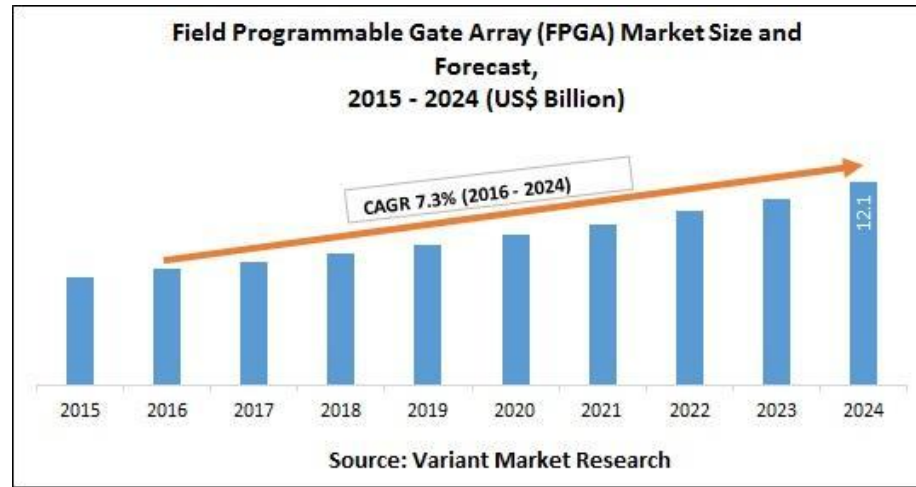 Field Programmable Gate Array (FPGA) Market Size and
Forecast,
2015 - 2024 (US$ Billion)
CAGR 7.3% (2016 - 2024)
12.1
2015 2016 2017 2018 2019 2020 2021 2022 2023 2024
Source: Variant Market Research